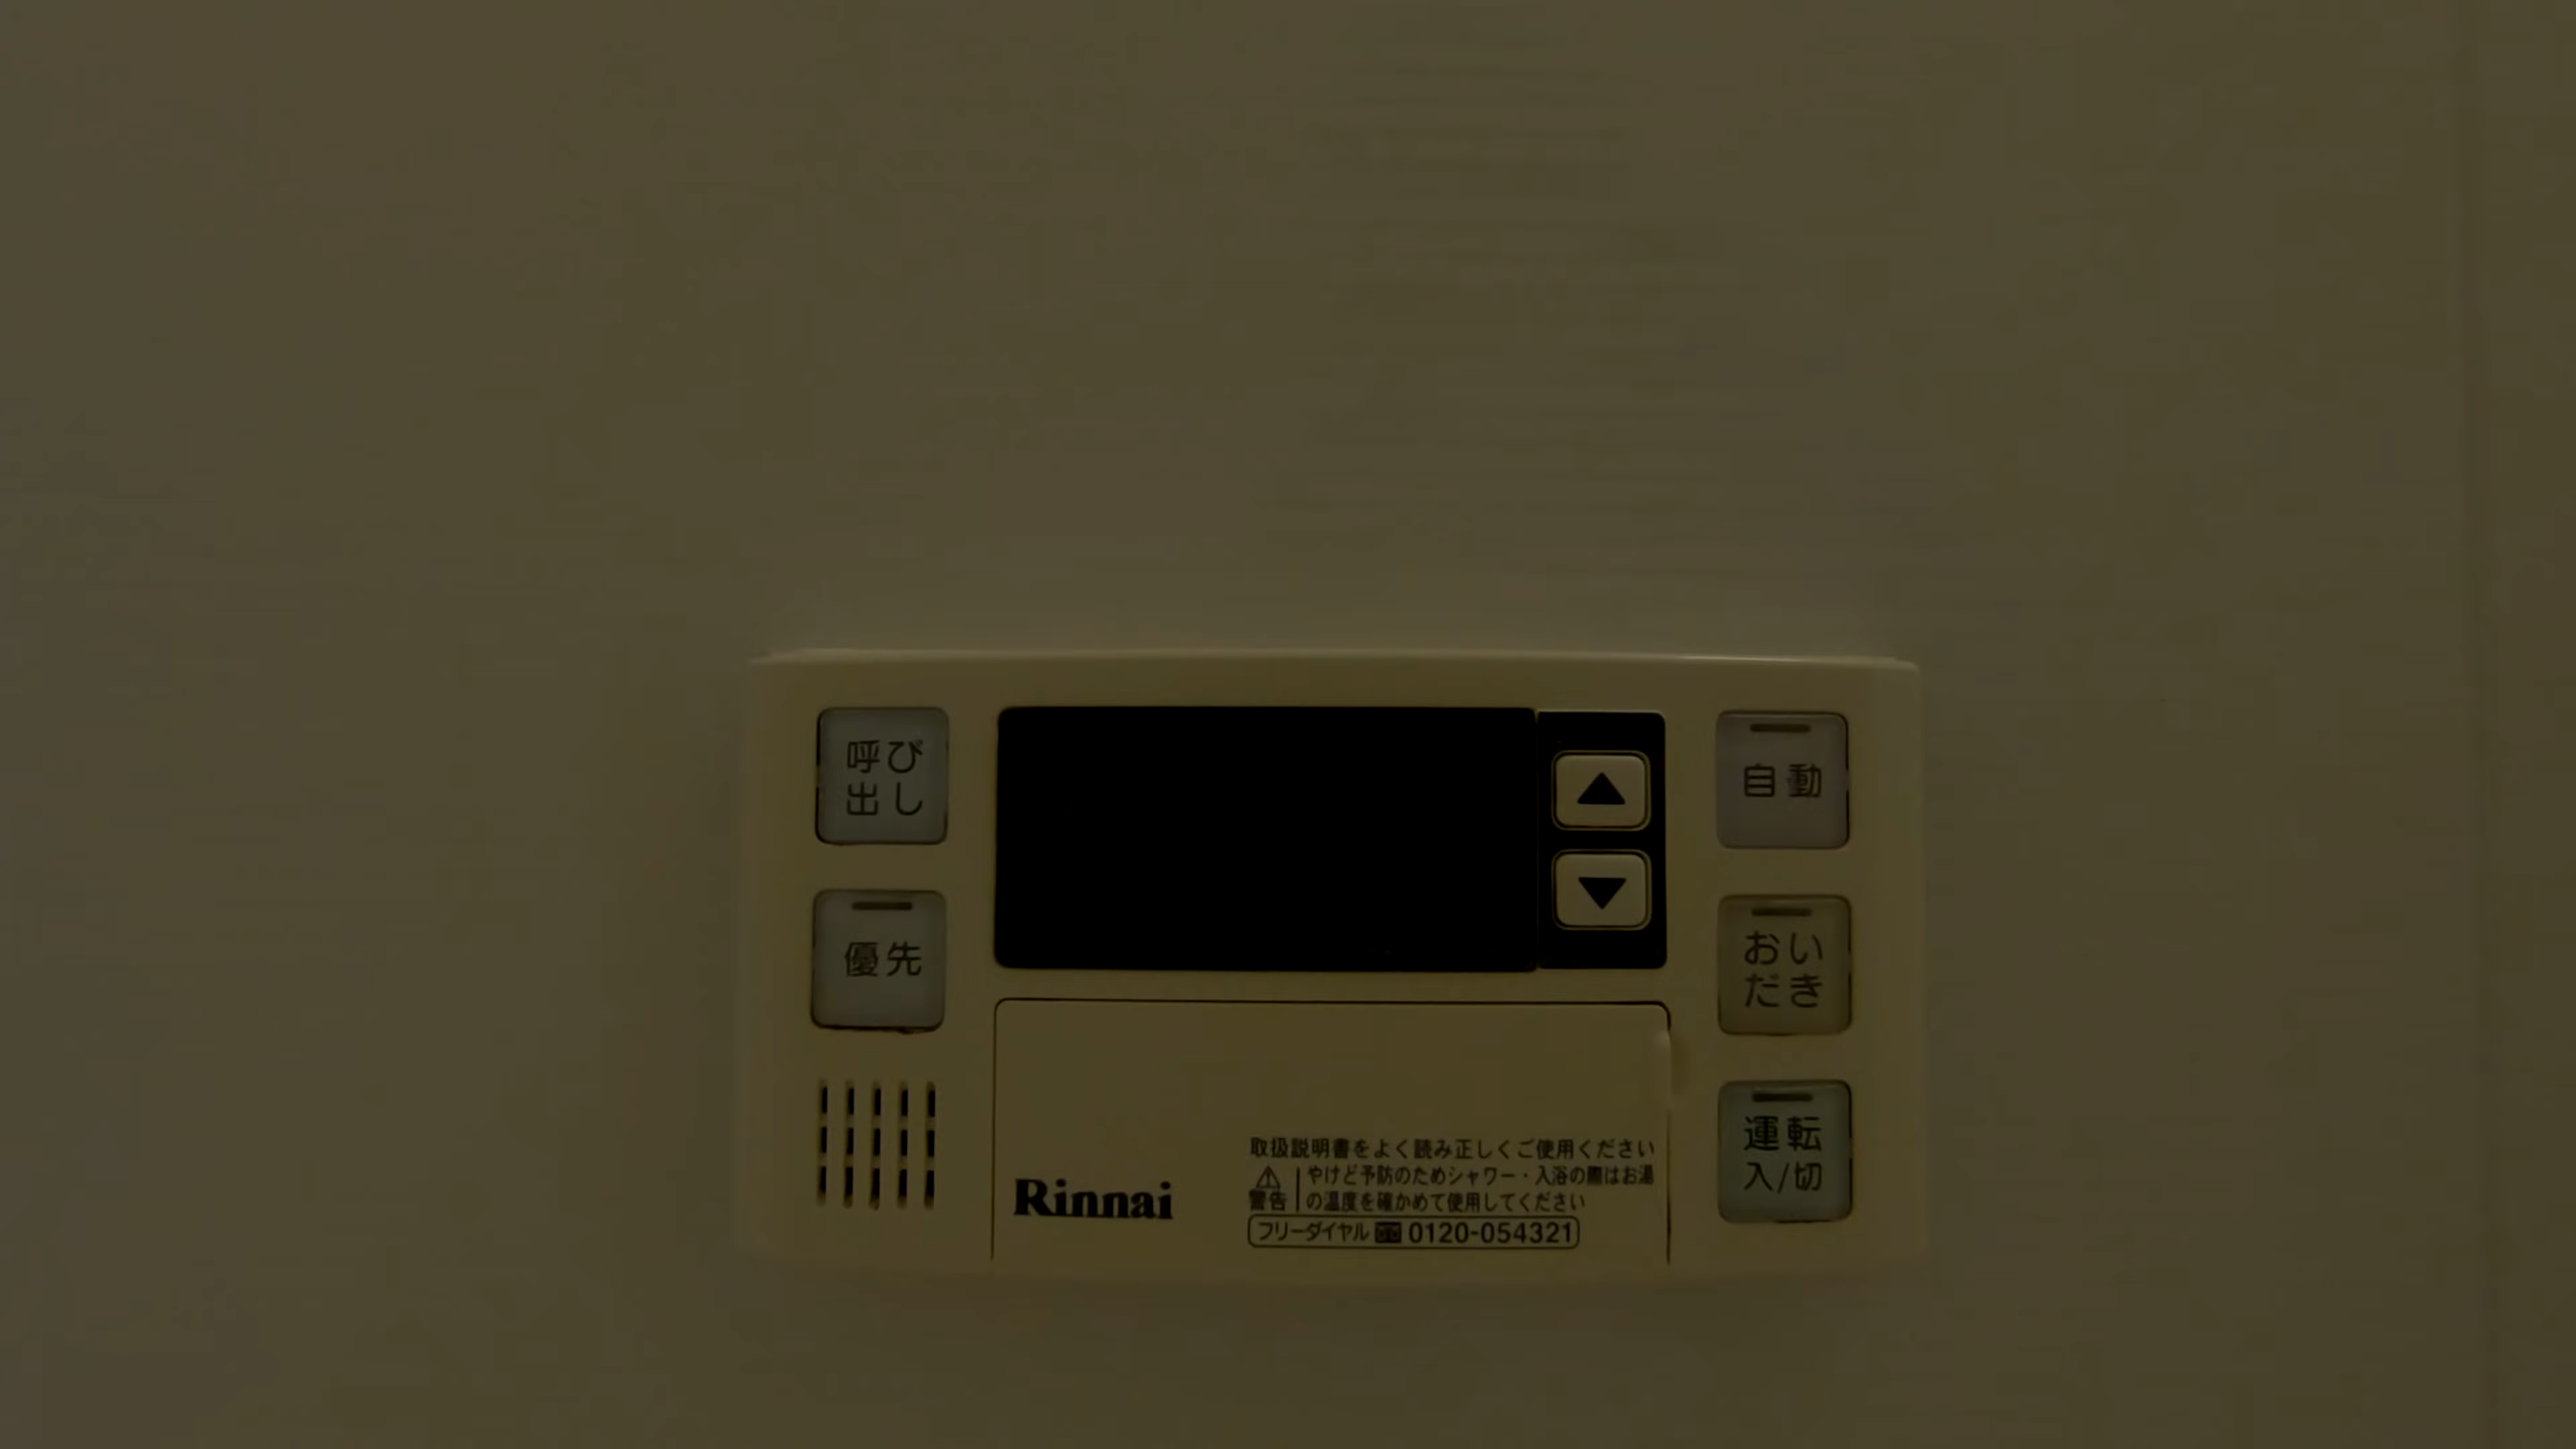 呼び
出し
優先
▲
▼
自動
おい
だき
運転
入/切
Rinnai
取扱説明書をよく読み正しくご使用ください
警告
やけど予防のためシャワー・入浴の際はお湯
の温度を確かめて使用してください
フリーダイヤル 0120-054321